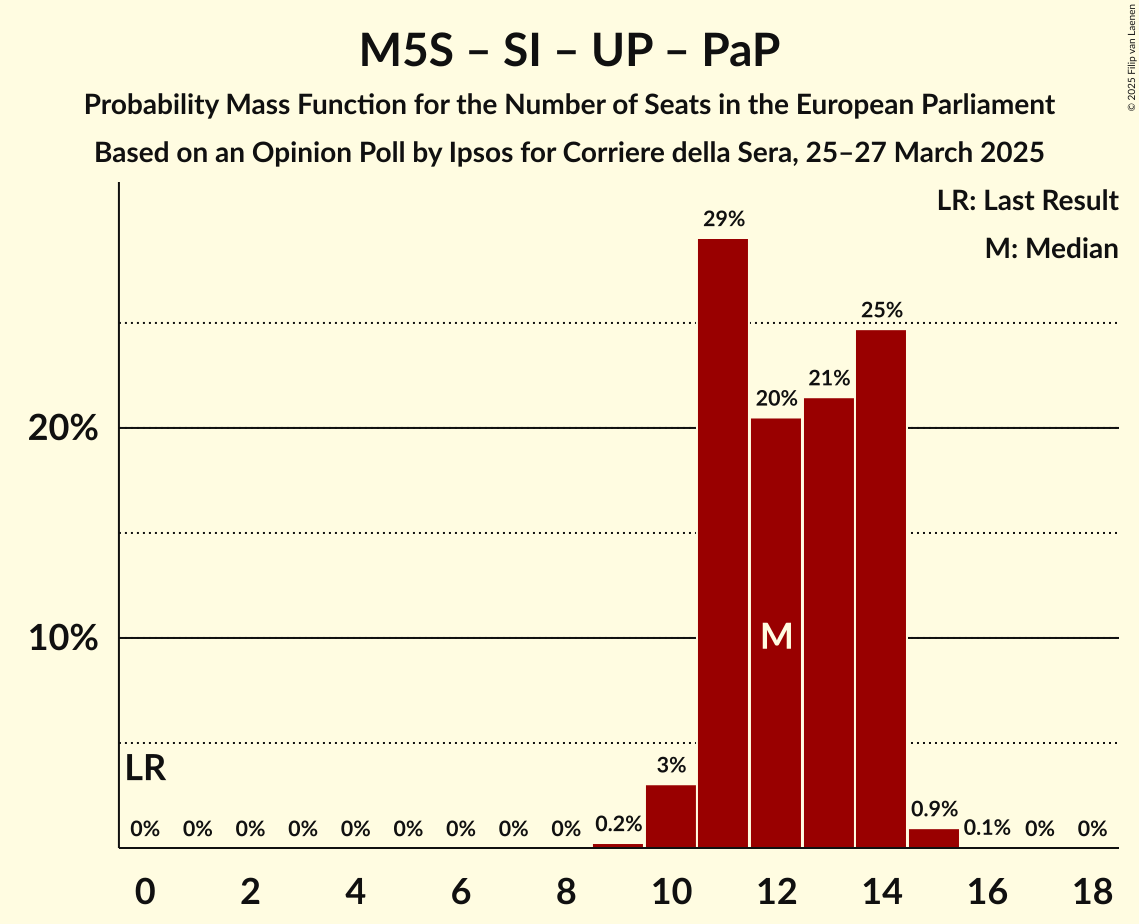 M5S – SI – UP – PaP
Probability Mass Function for the Number of Seats in the European Parliament
Based on an Opinion Poll by Ipsos for Corriere della Sera, 25–27 March 2025
© 2025 Filip van Laenen
LR: Last Result
M: Median
29%
25%
21%
20%
20%
M
10%
LR
3%
0.9%
0% 0% 0% 0% 0% 0% 0% 0% 0% 0.2% 0.1% 0% 0%
0 2 4 6 8 10 12 14 16 18